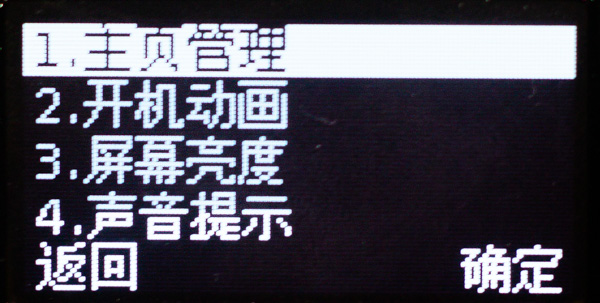 1.主页管理
2.开机动画
3.屏幕亮度
4.声音提示
返回 确定